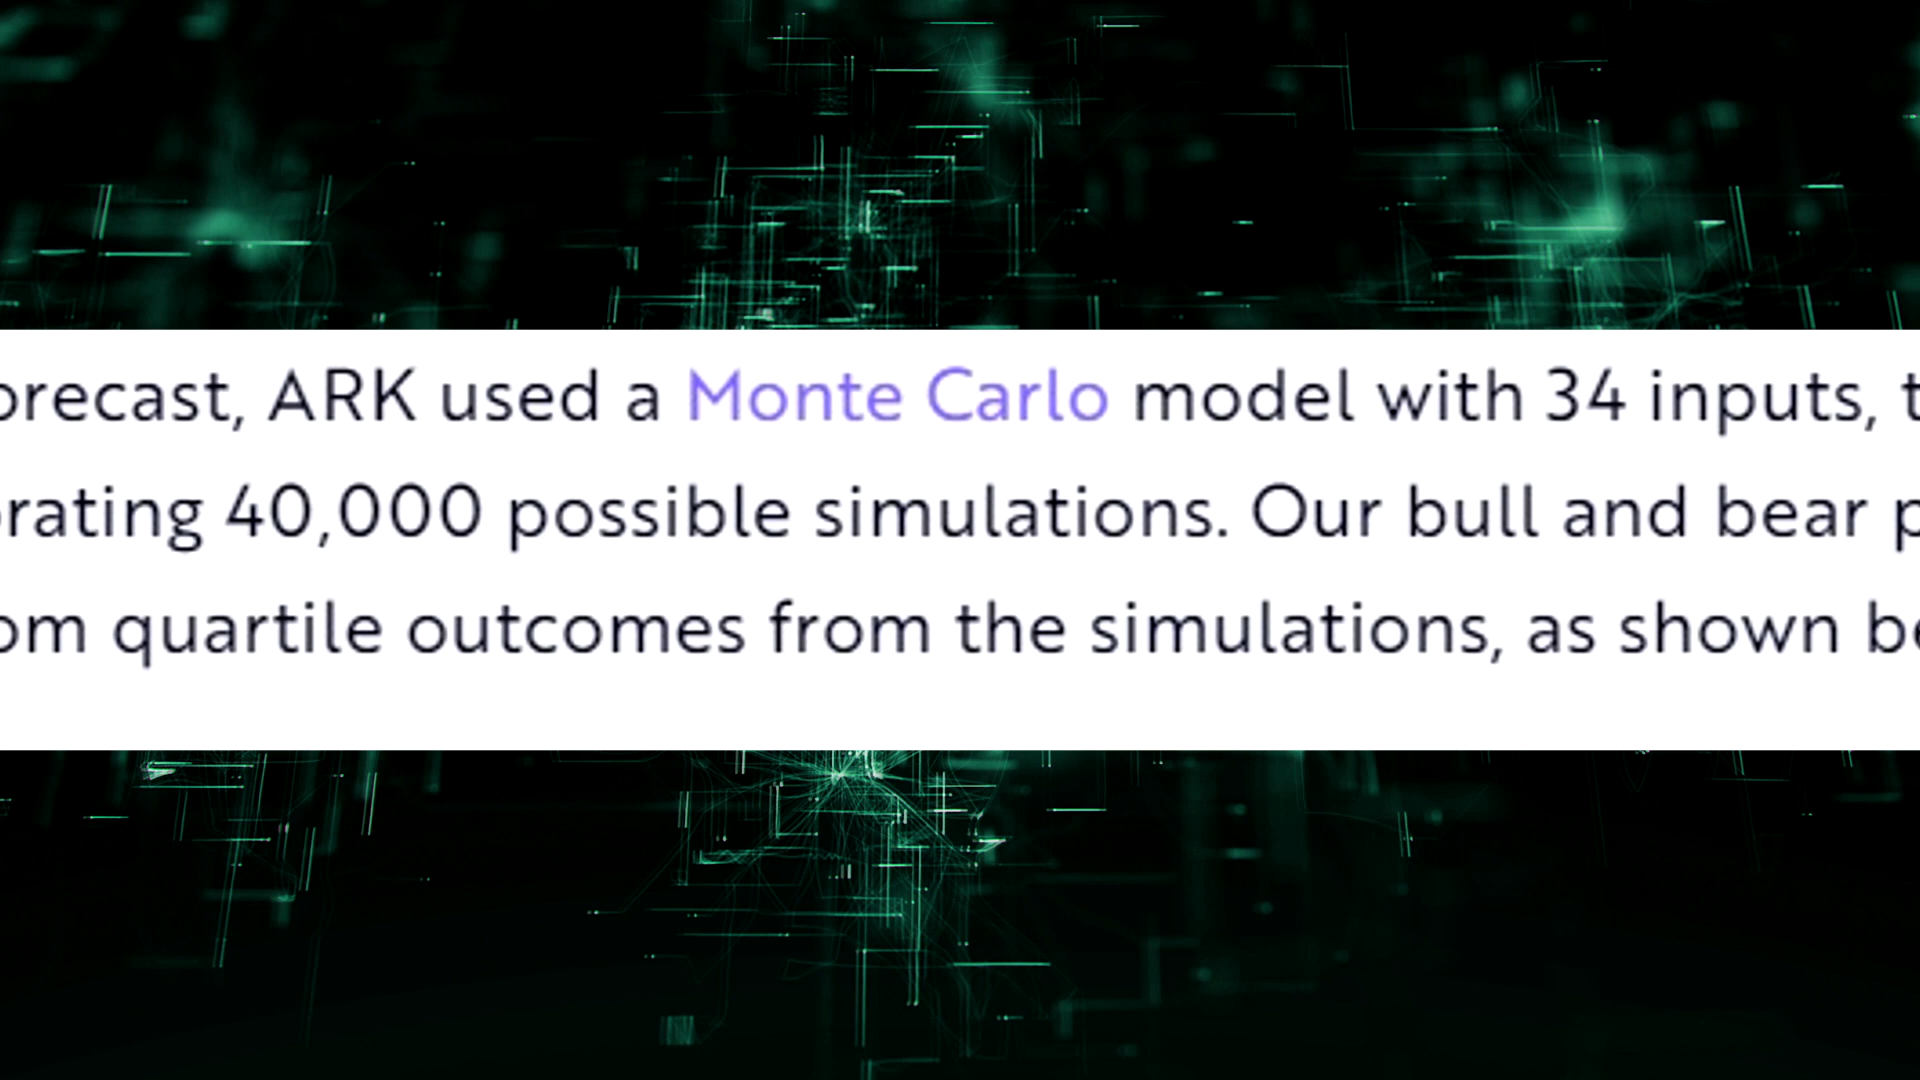 orecast, ARK used a Monte Carlo model with 34 inputs, t
rating 40,000 possible simulations. Our bull and bear p
om quartile outcomes from the simulations, as shown be